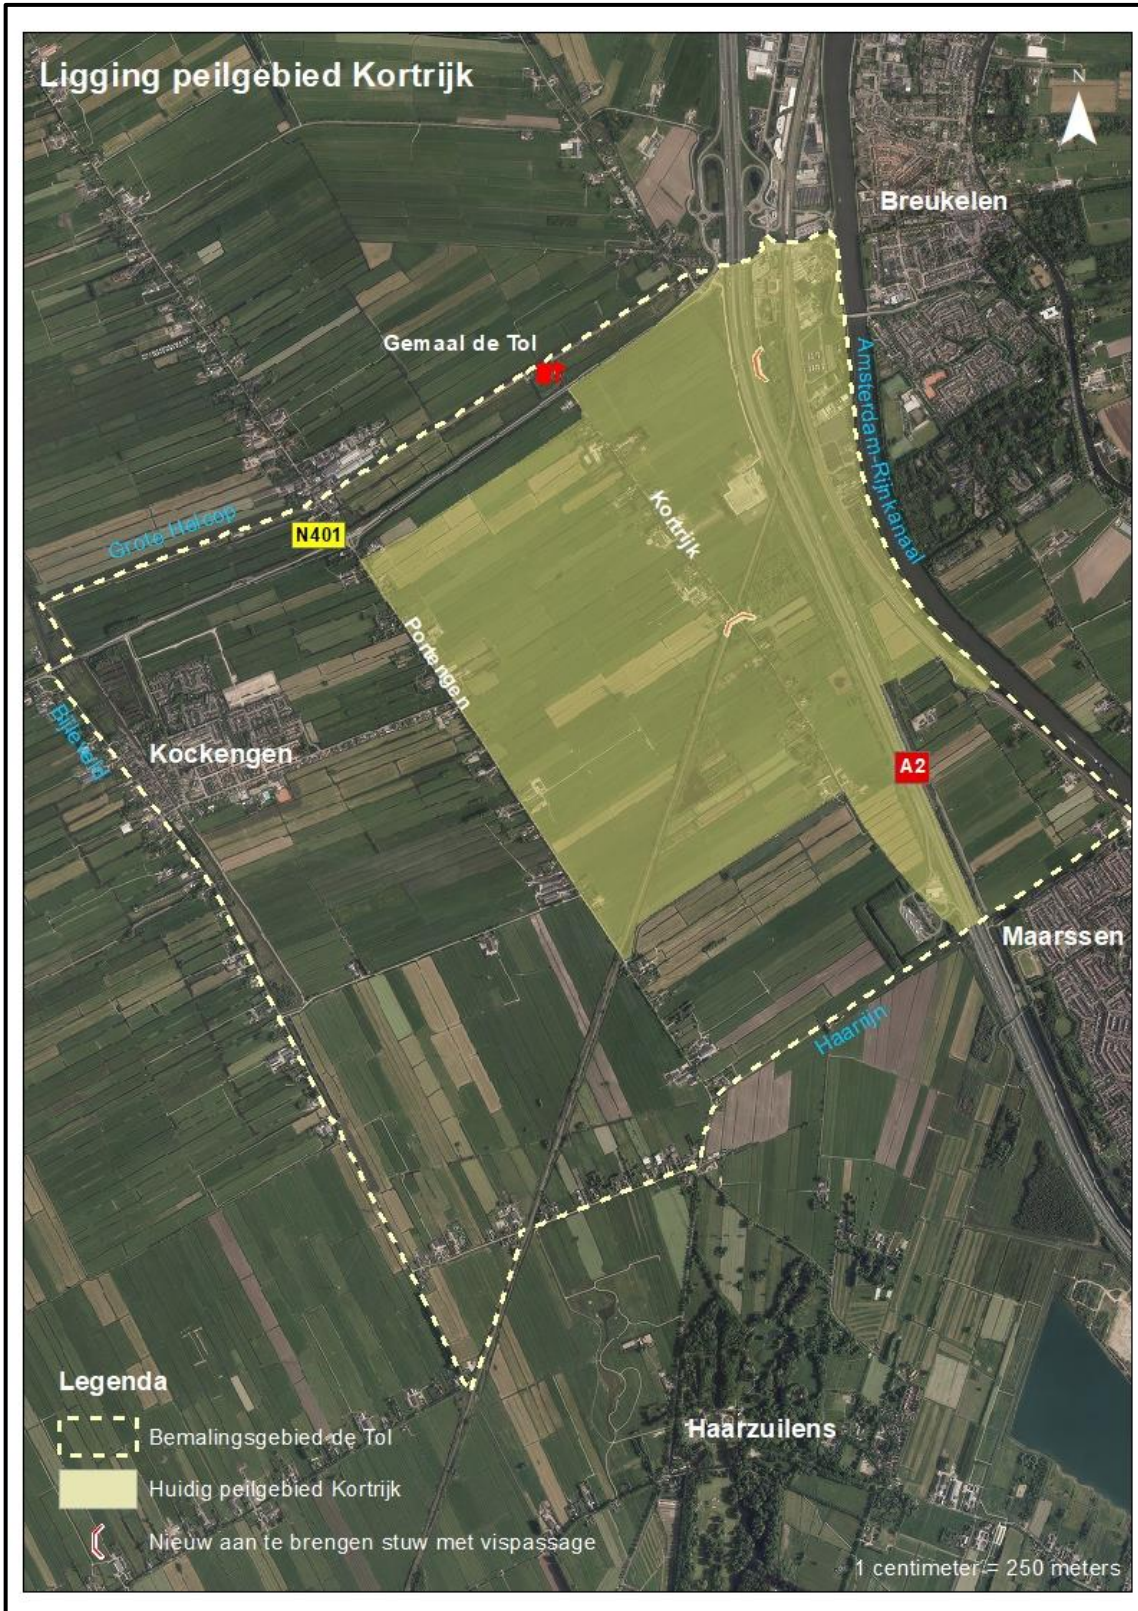 Ligging peilgebied Kortrijk
N
Breukelen
Gemaal de Tol
Amsterdam-Rijnkanaal
Kortrijk
Grote Heicop
N401
Portengen
Bijleveld
Kockengen
A2
Maarssen
Haarrijn
Legenda
Bemalingsgebied de Tol
Huidig peilgebied Kortrijk
Haarzuilens
Nieuw aan te brengen stuw met vispassage
1 centimeter = 250 meters